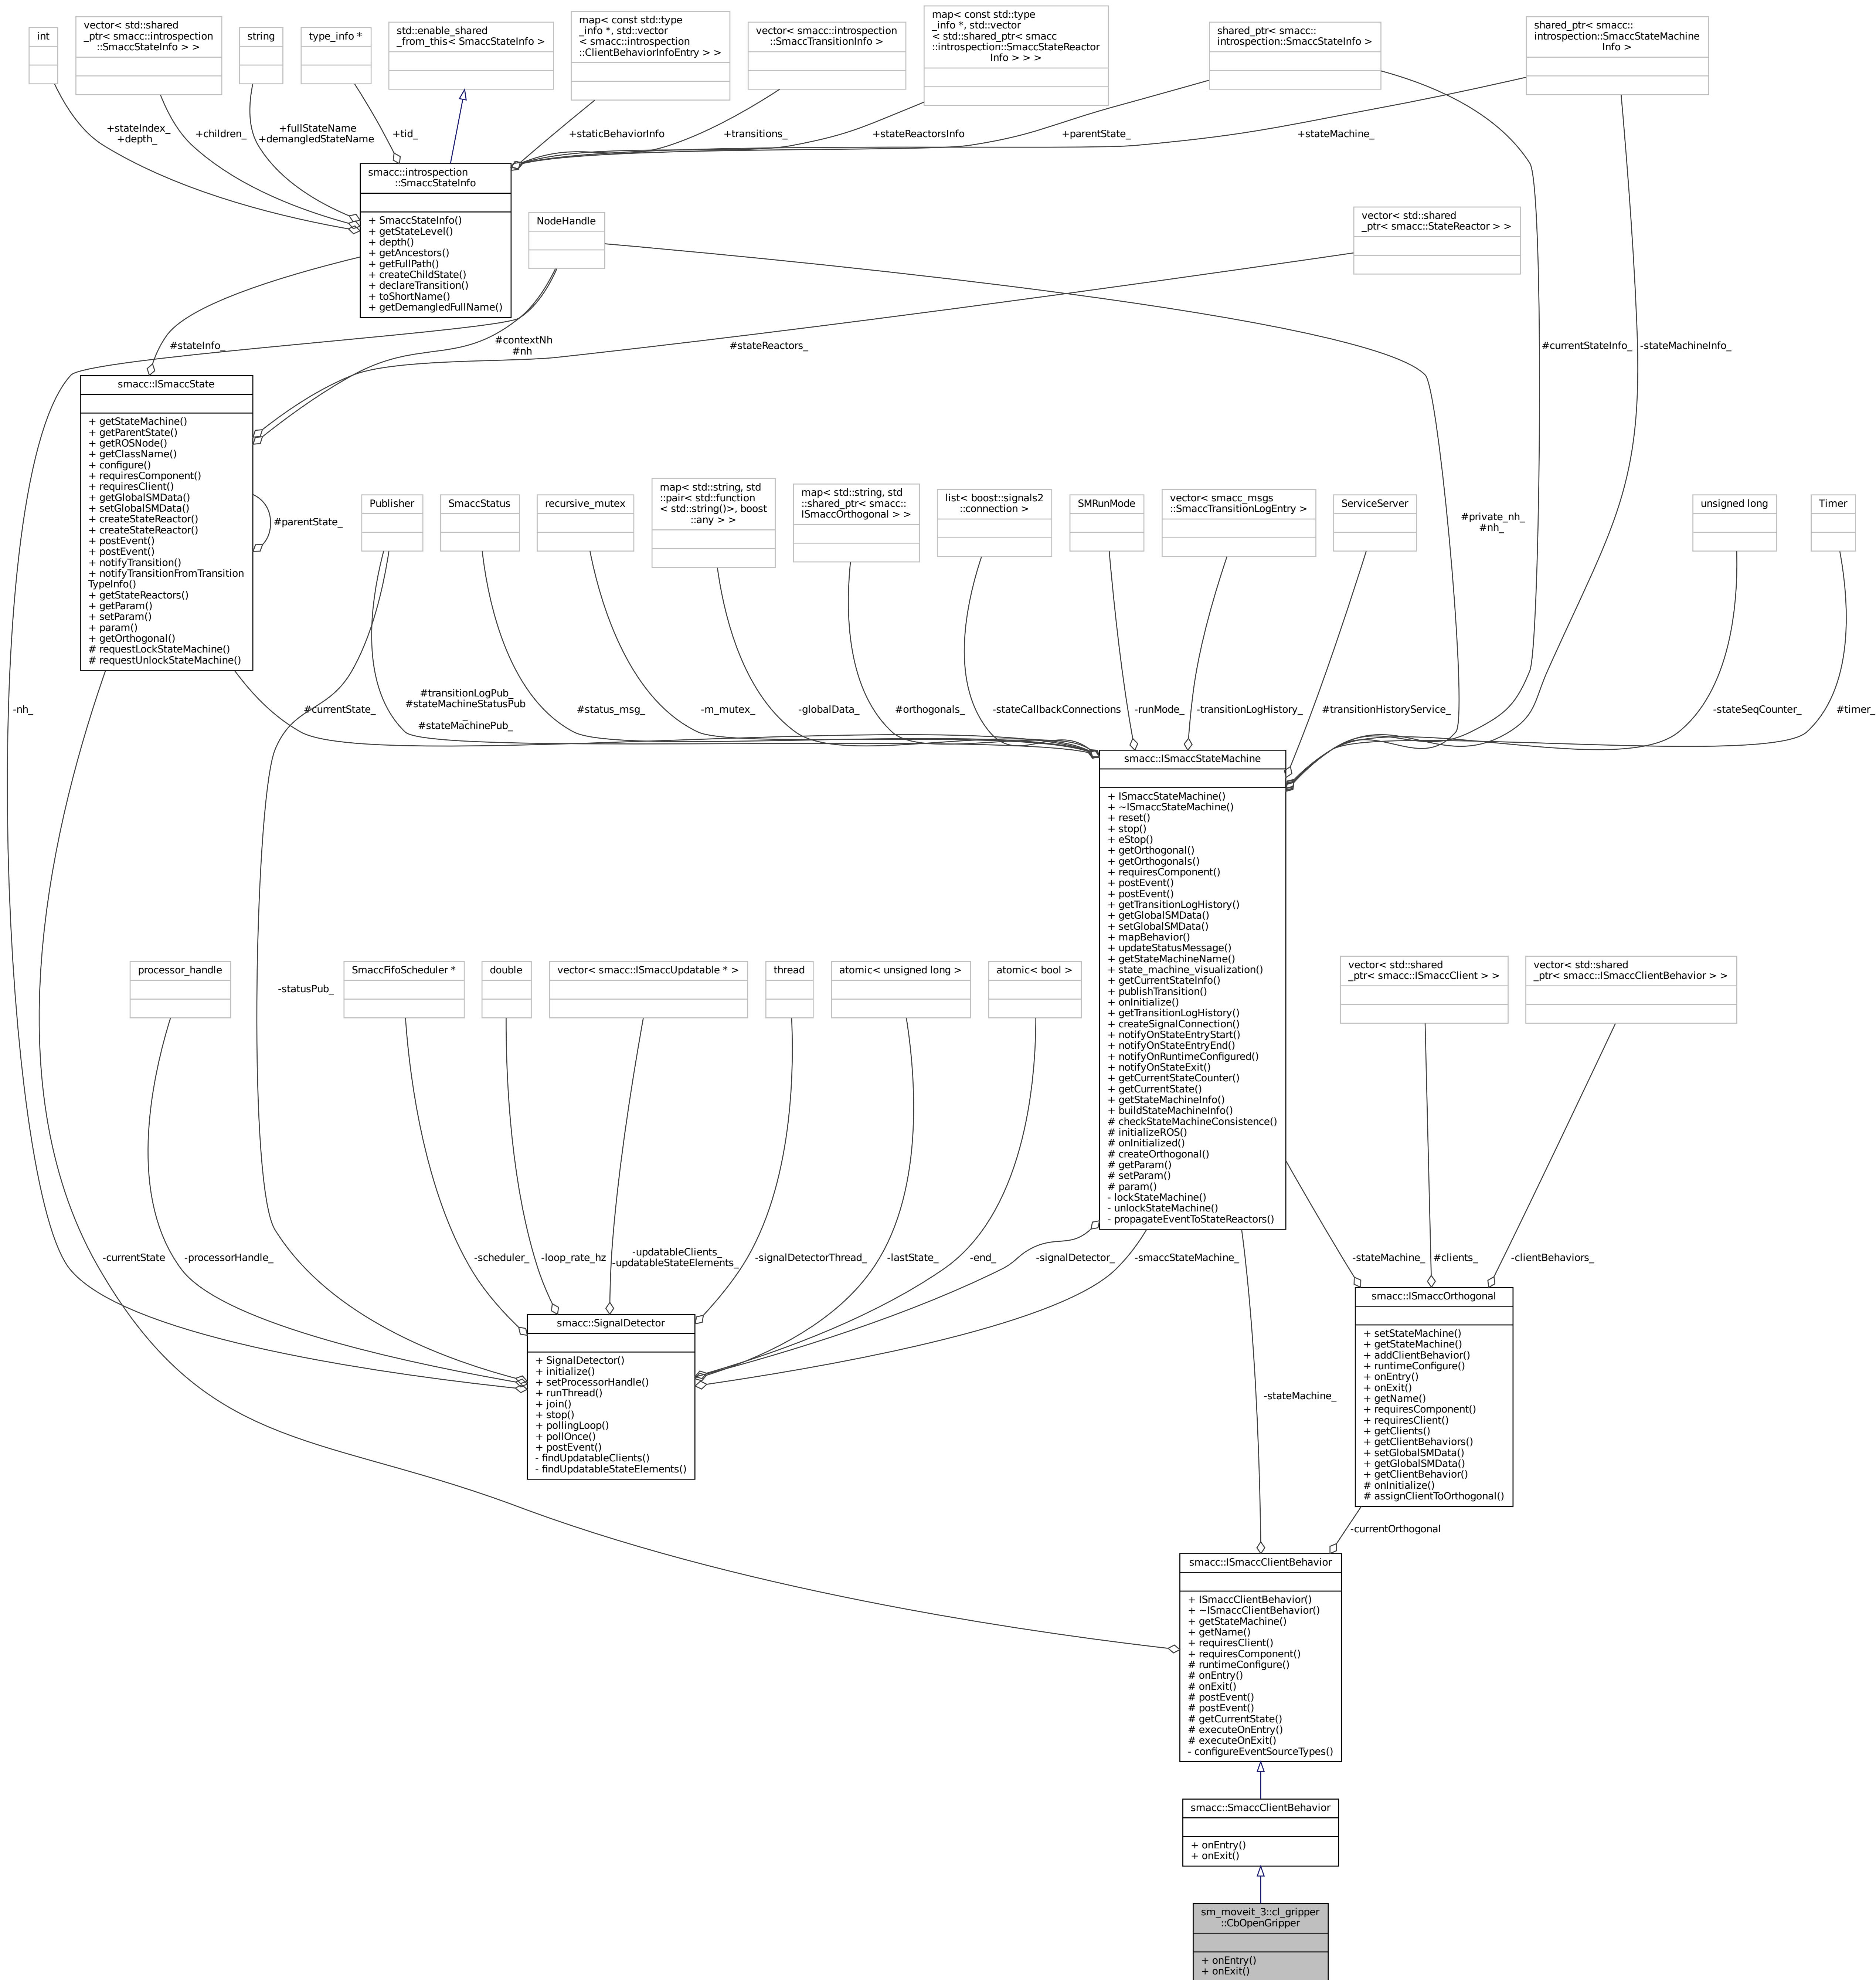 int
vector< std::shared
_ptr< smacc::introspection
::SmaccStateInfo > >
string
type_info *
std::enable_shared
_from_this< SmaccStateInfo >
map< const std::type
_info *, std::vector
< smacc::introspection
::ClientBehaviorInfoEntry > >
vector< smacc::introspection
::SmaccTransitionInfo >
map< const std::type
_info *, std::vector
< std::shared_ptr< smacc
::introspection::SmaccStateReactor
Info > > >
shared_ptr< smacc::
introspection::SmaccStateInfo >
shared_ptr< smacc::
introspection::SmaccStateMachine
Info >
+stateIndex_
+depth_
+children_
+fullStateName
+demangledStateName
+tid_
+staticBehaviorInfo
+transitions_
+stateReactorsInfo
+parentState_
+stateMachine_
smacc::introspection
::SmaccStateInfo
+ SmaccStateInfo()
+ getStateLevel()
+ depth()
+ getAncestors()
+ getFullPath()
+ createChildState()
+ declareTransition()
+ toShortName()
+ getDemangledFullName()
NodeHandle
vector< std::shared
_ptr< smacc::StateReactor > >
#stateInfo_
#contextNh
#nh
#stateReactors_
#currentStateInfo_
-stateMachineInfo_
smacc::ISmaccState
+ getStateMachine()
+ getParentState()
+ getROSNode()
+ getClassName()
+ configure()
+ requiresComponent()
+ requiresClient()
+ getGlobalSMData()
+ setGlobalSMData()
+ createStateReactor()
+ createStateReactor()
+ postEvent()
+ postEvent()
+ notifyTransition()
+ notifyTransitionFromTransition
TypeInfo()
+ getStateReactors()
+ getParam()
+ setParam()
+ param()
+ getOrthogonal()
# requestLockStateMachine()
# requestUnlockStateMachine()
#parentState_
Publisher
SmaccStatus
recursive_mutex
map< std::string, std
::pair< std::function
< std::string()>, boost
::any > >
map< std::string, std
::shared_ptr< smacc::
ISmaccOrthogonal > >
list< boost::signals2
::connection >
SMRunMode
vector< smacc_msgs
::SmaccTransitionLogEntry >
ServiceServer
#private_nh_
#nh_
unsigned long
Timer
-nh_
#currentState_
#transitionLogPub_
#stateMachineStatusPub
_
#stateMachinePub_
#status_msg_
-m_mutex_
-globalData_
#orthogonals_
-stateCallbackConnections
-runMode_
-transitionLogHistory_
#transitionHistoryService_
-stateSeqCounter_
#timer_
smacc::ISmaccStateMachine
+ ISmaccStateMachine()
+ ~ISmaccStateMachine()
+ reset()
+ stop()
+ eStop()
+ getOrthogonal()
+ getOrthogonals()
+ requiresComponent()
+ postEvent()
+ postEvent()
+ getTransitionLogHistory()
+ getGlobalSMData()
+ setGlobalSMData()
+ mapBehavior()
+ updateStatusMessage()
+ getStateMachineName()
+ state_machine_visualization()
+ getCurrentStateInfo()
+ publishTransition()
+ onInitialize()
+ getTransitionLogHistory()
+ createSignalConnection()
+ notifyOnStateEntryStart()
+ notifyOnStateEntryEnd()
+ notifyOnRuntimeConfigured()
+ notifyOnStateExit()
+ getCurrentStateCounter()
+ getCurrentState()
+ getStateMachineInfo()
+ buildStateMachineInfo()
# checkStateMachineConsistence()
# initializeROS()
# onInitialized()
# createOrthogonal()
# getParam()
# setParam()
# param()
- lockStateMachine()
- unlockStateMachine()
- propagateEventToStateReactors()
processor_handle
-statusPub_
SmaccFifoScheduler *
double
vector< smacc::ISmaccUpdatable * >
thread
atomic< unsigned long >
atomic< bool >
vector< std::shared
_ptr< smacc::ISmaccClient > >
vector< std::shared
_ptr< smacc::ISmaccClientBehavior > >
-currentState
-processorHandle_
-scheduler_
-loop_rate_hz
-updatableClients_
-updatableStateElements_
-signalDetectorThread_
-lastState_
-end_
-signalDetector_
-smaccStateMachine_
-stateMachine_
#clients_
-clientBehaviors_
smacc::SignalDetector
+ SignalDetector()
+ initialize()
+ setProcessorHandle()
+ runThread()
+ join()
+ stop()
+ pollingLoop()
+ pollOnce()
+ postEvent()
- findUpdatableClients()
- findUpdatableStateElements()
-stateMachine_
smacc::ISmaccOrthogonal
+ setStateMachine()
+ getStateMachine()
+ addClientBehavior()
+ runtimeConfigure()
+ onEntry()
+ onExit()
+ getName()
+ requiresComponent()
+ requiresClient()
+ getClients()
+ getClientBehaviors()
+ setGlobalSMData()
+ getGlobalSMData()
+ getClientBehavior()
# onInitialize()
# assignClientToOrthogonal()
-currentOrthogonal
smacc::ISmaccClientBehavior
+ ISmaccClientBehavior()
+ ~ISmaccClientBehavior()
+ getStateMachine()
+ getName()
+ requiresClient()
+ requiresComponent()
# runtimeConfigure()
# onEntry()
# onExit()
# postEvent()
# postEvent()
# getCurrentState()
# executeOnEntry()
# executeOnExit()
- configureEventSourceTypes()
smacc::SmaccClientBehavior
+ onEntry()
+ onExit()
sm_moveit_3::cl_gripper
::CbOpenGripper
+ onEntry()
+ onExit()